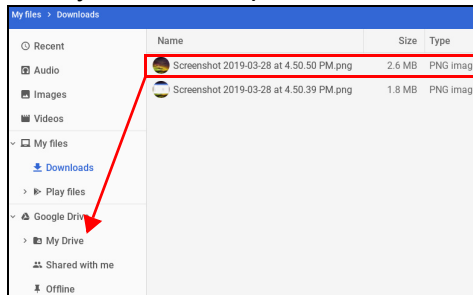 My files > Downloads
Recent
Audio
Images
Videos
My files
Downloads
Play files
Google Drive
My Drive
Shared with me
Offline
Name Size Type
Screenshot 2019-03-28 at 4.50.50 PM.png 2.6 MB PNG imag
Screenshot 2019-03-28 at 4.50.39 PM.png 1.8 MB PNG imag